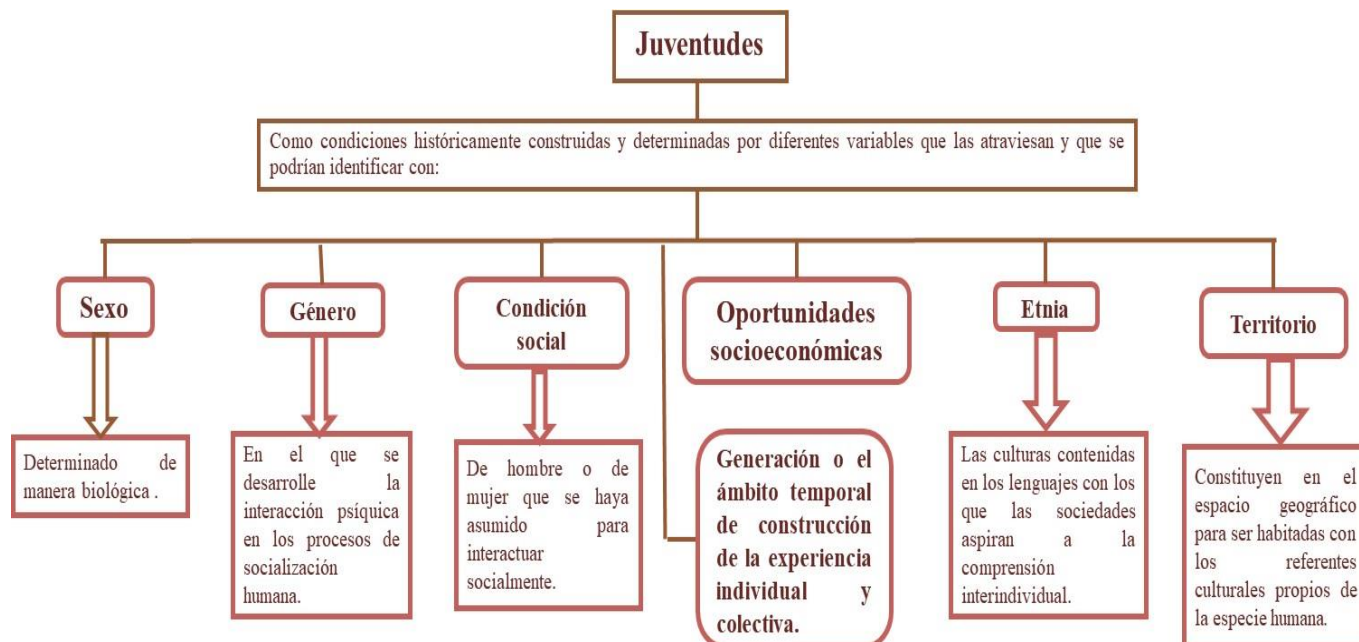 Juventudes
Como condiciones históricamente construidas y determinadas por diferentes variables que las atraviesan y que se
podrían identificar con:
Sexo
Determinado de
manera biológica .
Género
En el que se
desarrolle la
interacción psíquica
en los procesos de
socialización
humana.
Condición
social
De hombre o de
mujer que se haya
asumido para
interactuar
socialmente.
Oportunidades
socioeconómicas
Generación o el
ámbito temporal
de construcción
de la experiencia
individual y
colectiva.
Etnia
Las culturas contenidas
en los lenguajes con los
que las sociedades
aspiran a la
comprensión
interindividual.
Territorio
Constituyen en el
espacio geográfico
para ser habitadas con
los referentes
culturales propios de
la especie humana.